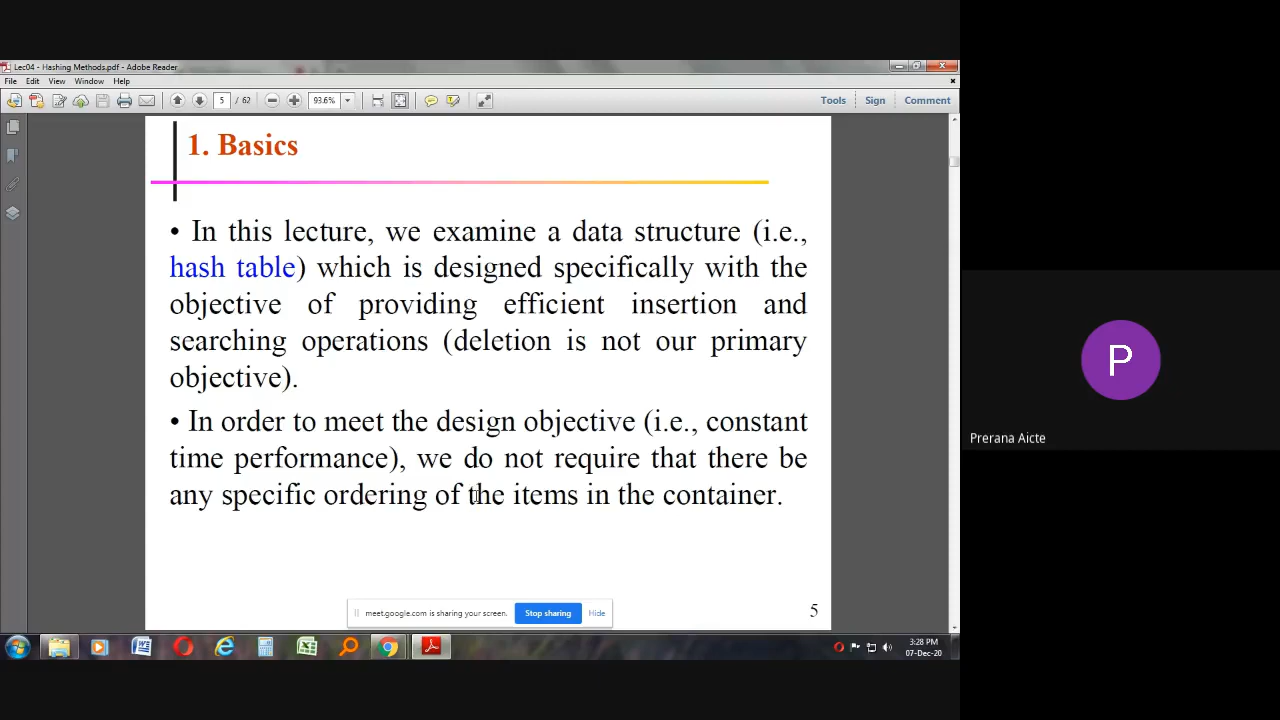 Lec04 - Hashing Methods.pdf - Adobe Reader
File Edit View Window Help
5 / 62 93.6% Tools Sign Comment
1. Basics
• In this lecture, we examine a data structure (i.e.,
hash table) which is designed specifically with the
objective of providing efficient insertion and
searching operations (deletion is not our primary
objective).
• In order to meet the design objective (i.e., constant
time performance), we do not require that there be
any specific ordering of the items in the container.
meet.google.com is sharing your screen. Stop sharing Hide
5
3:28 PM
07-Dec-20
P
Prerana Aicte